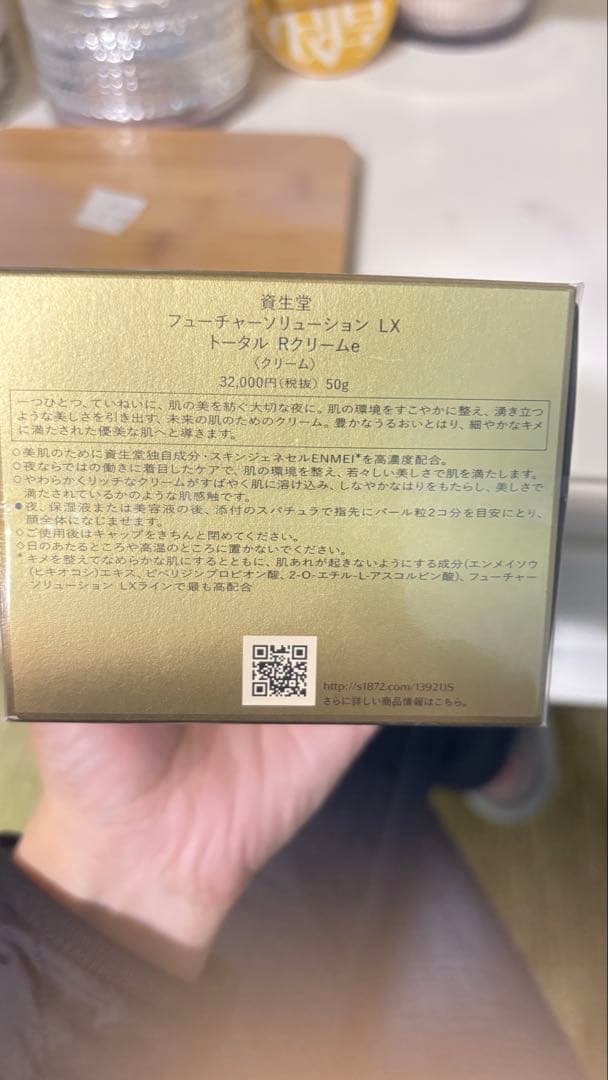 資生堂
フューチャーソリューション LX
トータル Rクリームe
〈クリーム〉
32,000円(税抜) 50g
一つひとつ、ていねいに、肌の美を紡ぐ大切な夜に。肌の環境をすこやかに整え、湧き立つ
ような美しさを引き出す、未来の肌のためのクリーム。豊かなうるおいとはり、細やかなキメ
に満たされた優美な肌へと導きます。
○美肌のために資生堂独自成分・スキンジェネセルENMEI*を高濃度配合。
○夜ならではの働きに着目したケアで、肌の環境を整え、若々しい美しさで肌を満たします。
○やわらかくリッチなクリームがすばやく肌に溶け込み、しなやかなはりをもたらし、美しさで
満たされているかのような肌感触です。
●夜、保湿液または美容液の後、添付のスパチュラで指先にパール粒2コ分を目安にとり、
顔全体になじませます。
◇ご使用後はキャップをきちんと閉めてください。
◇日のあたるところや高温のところに置かないでください。
*キメを整えてなめらかな肌にするとともに、肌あれが起きないようにする成分(エンメイソウ
(ヒキオコシ)エキス、ピペリジンプロピオン酸、2-O-エチル-L-アスコルビン酸)、フューチャー
ソリューション LXラインで最も高配合
http://s1872.com/13921JS
さらに詳しい商品情報はこちら。